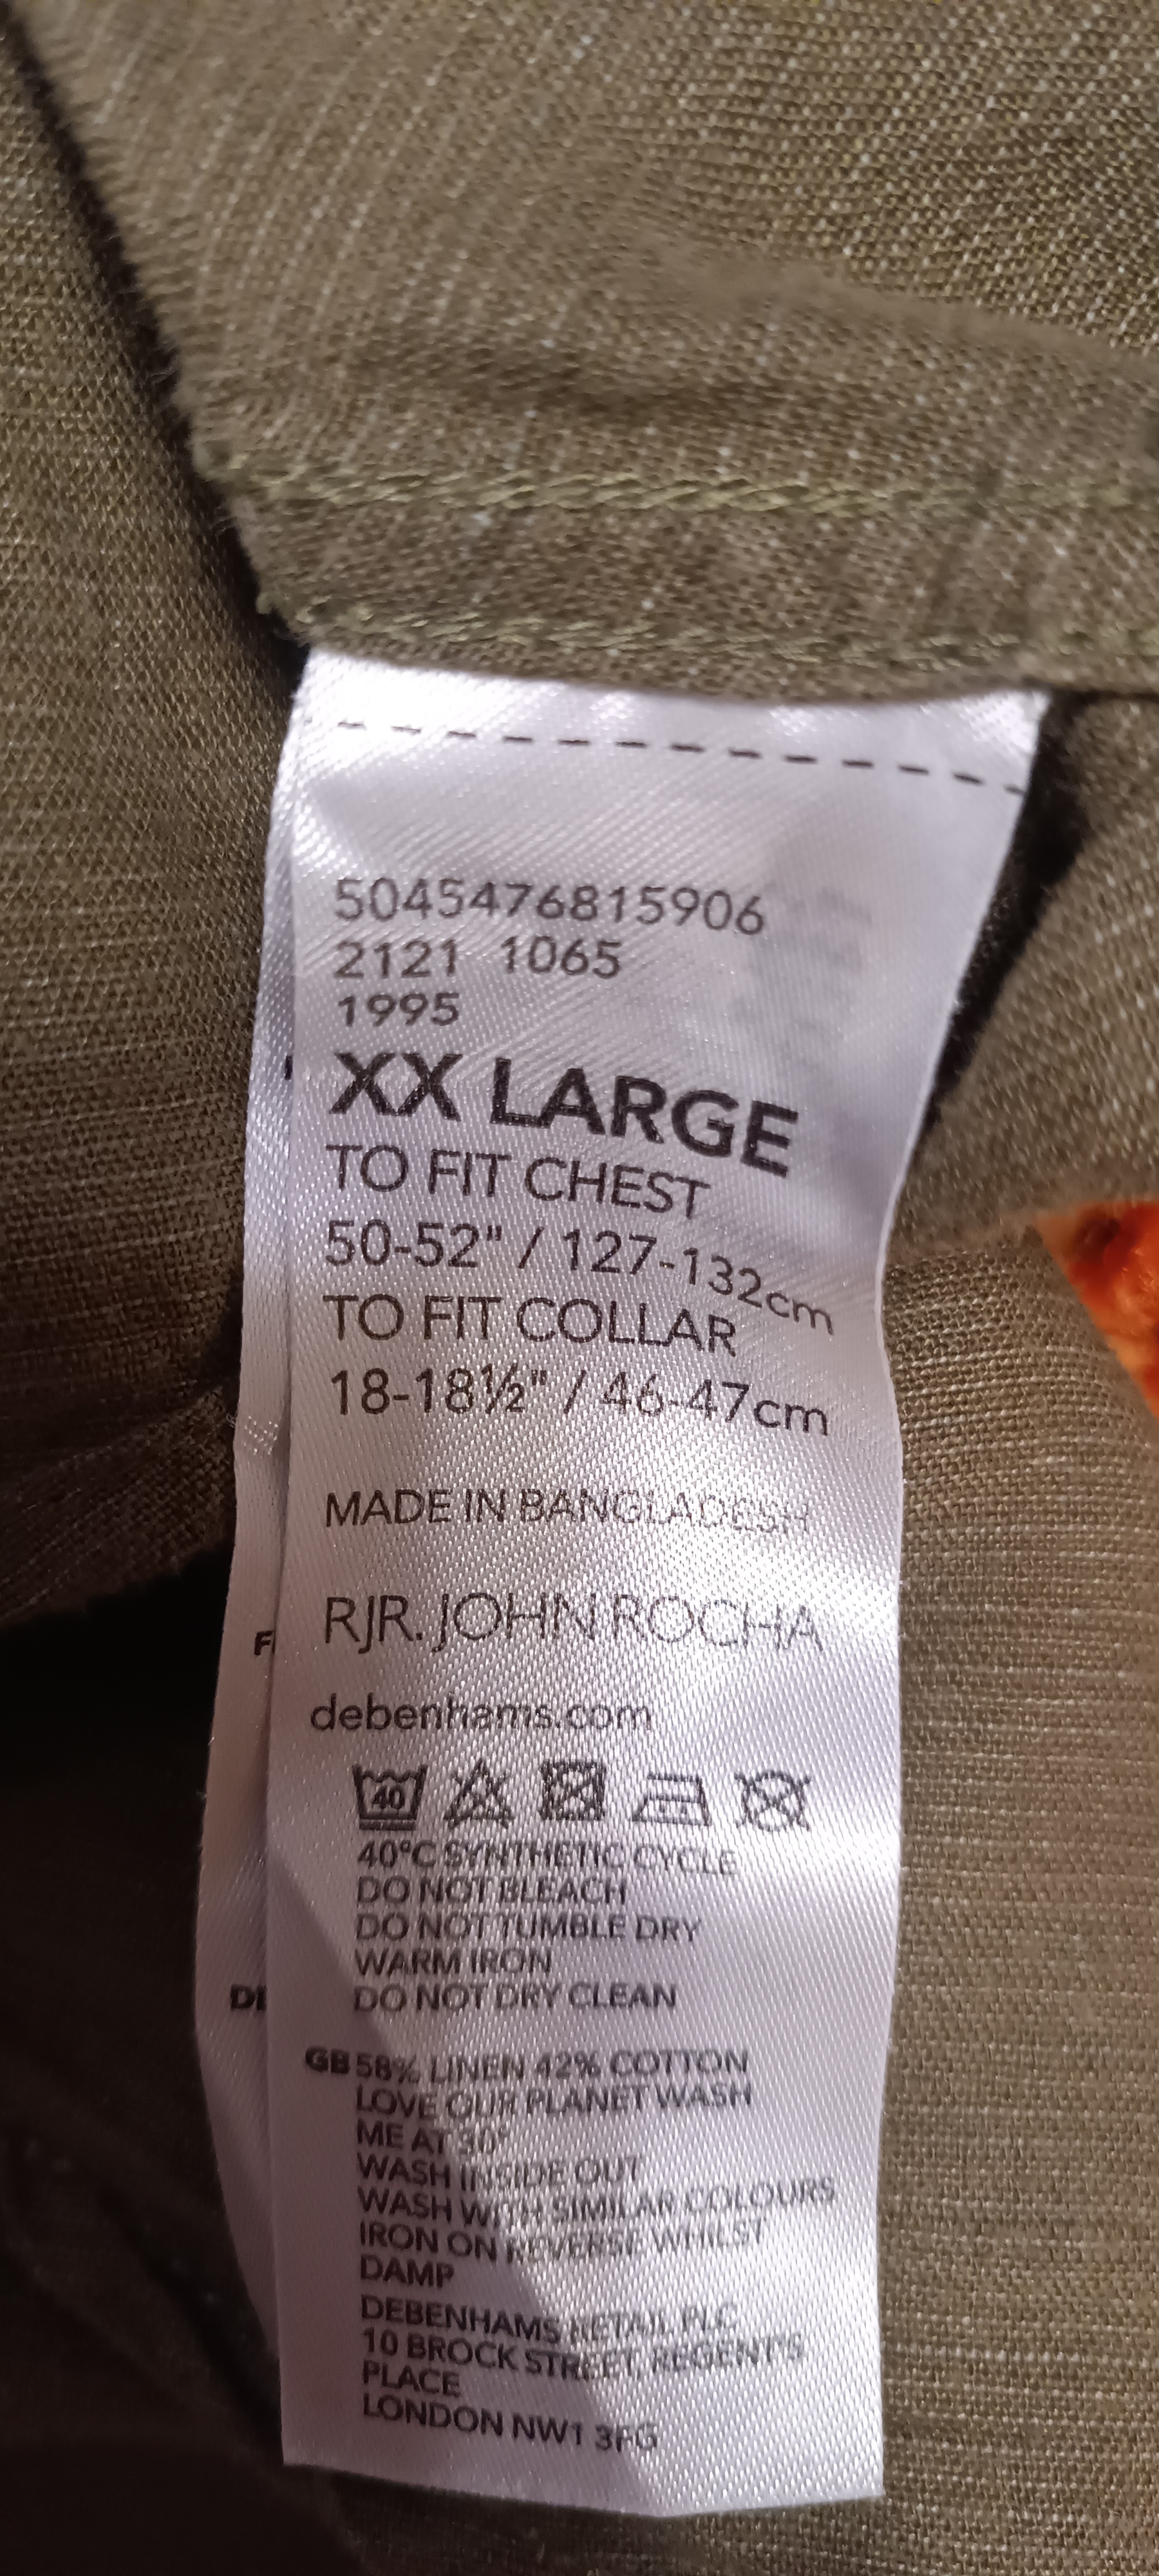 5045476815906
2121 1065
1995
XX LARGE
TO FIT CHEST
50-52" / 127-132cm
TO FIT COLLAR
18-18½" / 46-47cm
MADE IN BANGLADESH
RJR. JOHN ROCHA
debenhams.com
40
40°C SYNTHETIC CYCLE
DO NOT BLEACH
DO NOT TUMBLE DRY
WARM IRON
DO NOT DRY CLEAN
GB 58% LINEN 42% COTTON
LOVE OUR PLANET WASH
ME AT 30°
WASH INSIDE OUT
WASH WITH SIMILAR COLOURS
IRON ON REVERSE WHILST
DAMP
DEBENHAMS RETAIL PLC
10 BROCK STREET, REGENT'S
PLACE
LONDON NW1 3FG